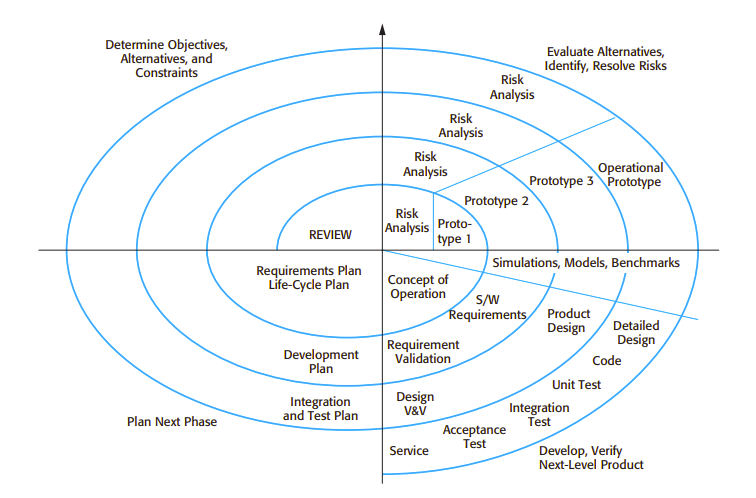 Determine Objectives,
Alternatives, and
Constraints
Evaluate Alternatives,
Identify, Resolve Risks
Risk
Analysis
Risk
Analysis
Risk
Analysis
Operational
Prototype
Prototype 3
Prototype 2
Risk
Analysis
Proto-
type 1
REVIEW
Requirements Plan
Life-Cycle Plan
Simulations, Models, Benchmarks
Concept of
Operation
S/W
Requirements
Product
Design
Detailed
Design
Development
Plan
Requirement
Validation
Code
Unit Test
Integration
and Test Plan
Design
V&V
Integration
Test
Plan Next Phase
Acceptance
Test
Service
Develop, Verify
Next-Level Product